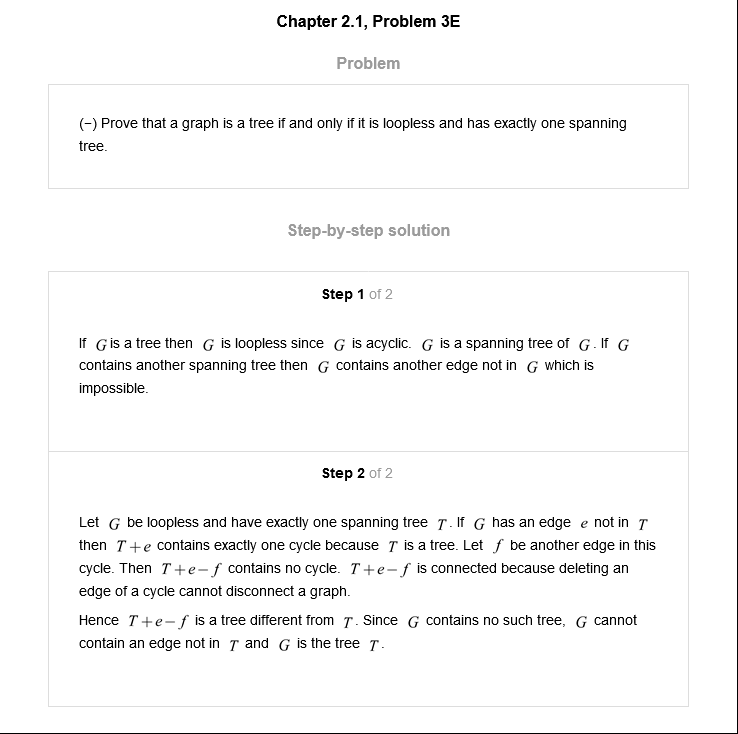 Chapter 2.1, Problem 3E
Problem
(−) Prove that a graph is a tree if and only if it is loopless and has exactly one spanning
tree.
Step-by-step solution
Step 1 of 2
If G is a tree then G is loopless since G is acyclic. G is a spanning tree of G. If G
contains another spanning tree then G contains another edge not in G which is
impossible.
Step 2 of 2
Let G be loopless and have exactly one spanning tree T. If G has an edge e not in T
then T+e contains exactly one cycle because T is a tree. Let f be another edge in this
cycle. Then T+e−f contains no cycle. T+e−f is connected because deleting an
edge of a cycle cannot disconnect a graph.
Hence T+e−f is a tree different from T. Since G contains no such tree, G cannot
contain an edge not in T and G is the tree T.